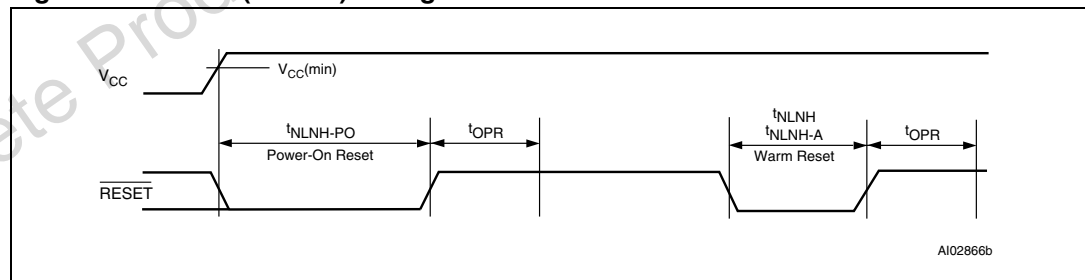 VCC
VCC(min)
tNLNH-PO
Power-On Reset
tOPR
tNLNH
tNLNH-A
Warm Reset
tOPR
RESET
AI02866b